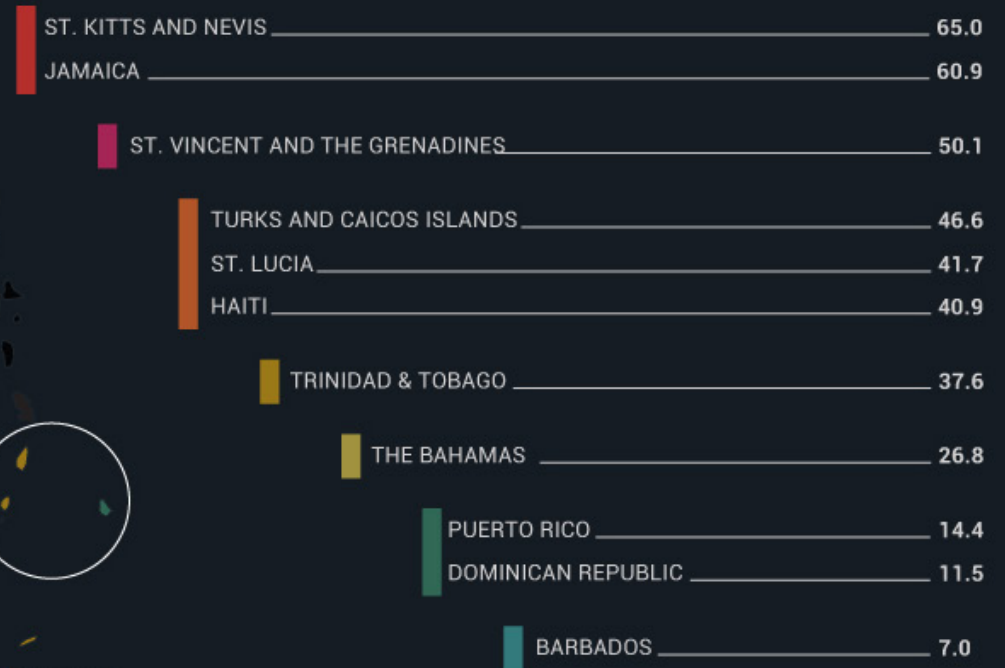 ST. KITTS AND NEVIS 65.0
JAMAICA 60.9
ST. VINCENT AND THE GRENADINES 50.1
TURKS AND CAICOS ISLANDS 46.6
ST. LUCIA 41.7
HAITI 40.9
TRINIDAD & TOBAGO 37.6
THE BAHAMAS 26.8
PUERTO RICO 14.4
DOMINICAN REPUBLIC 11.5
BARBADOS 7.0